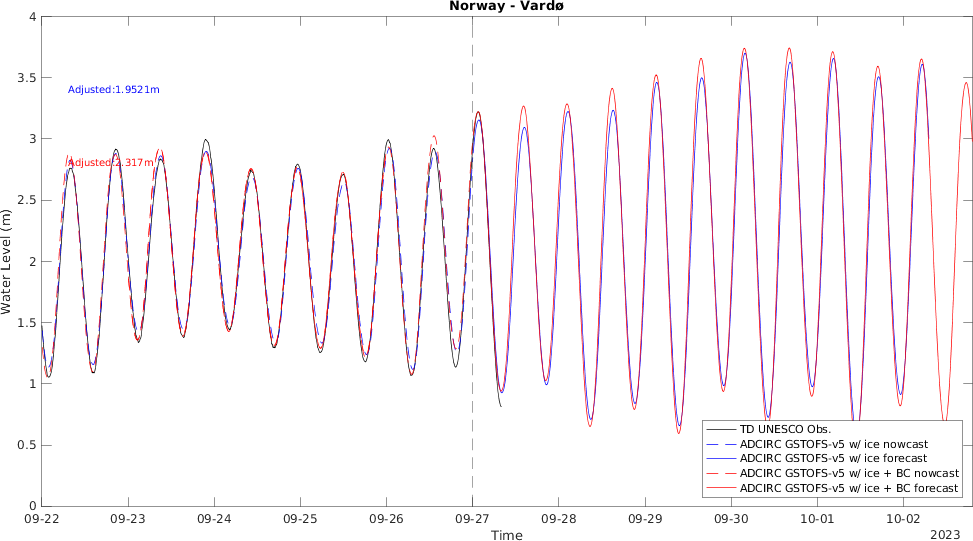 Norway - Vardø
4
3.5
3
2.5
2
1.5
1
0.5
0
Water Level (m)
Adjusted:1.9521m
Adjusted:2.317m
TD UNESCO Obs.
ADCIRC GSTOFS-v5 w/ ice nowcast
ADCIRC GSTOFS-v5 w/ ice forecast
ADCIRC GSTOFS-v5 w/ ice + BC nowcast
ADCIRC GSTOFS-v5 w/ ice + BC forecast
09-22 09-23 09-24 09-25 09-26 09-27 09-28 09-29 09-30 10-01 10-02
Time
2023